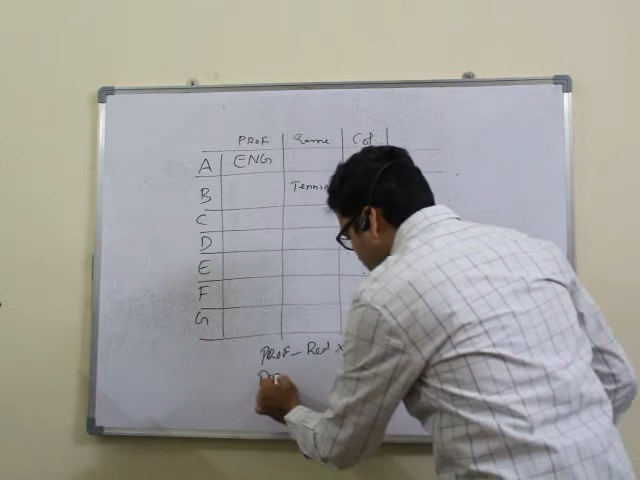 PROF Game Col
A ENG
B Tennis
C
D
E
F
G
PROF - Red x